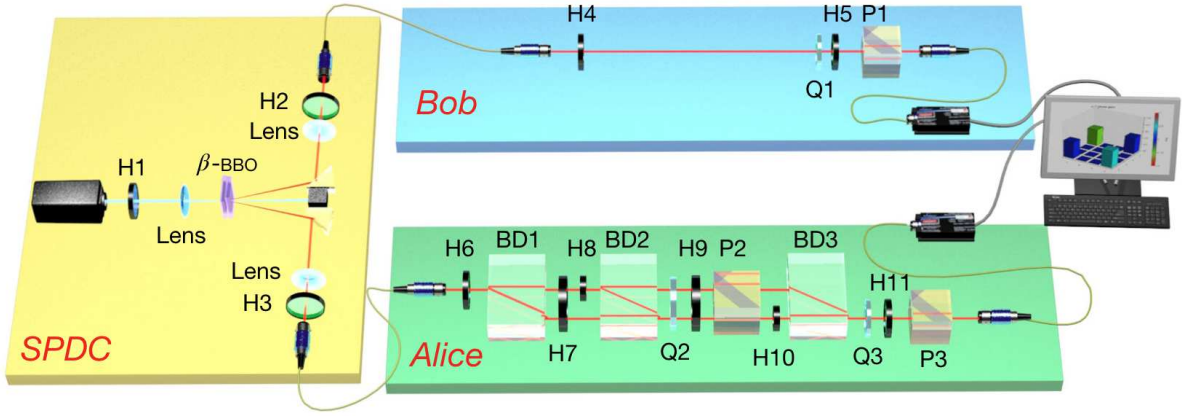 H4
H5
P1
Q1
Bob
H2
Lens
β-BBO
H1
Lens
Lens
H3
SPDC
H6
BD1
H8
BD2
H9
P2
BD3
H11
H7
Q2
H10
Q3
P3
Alice